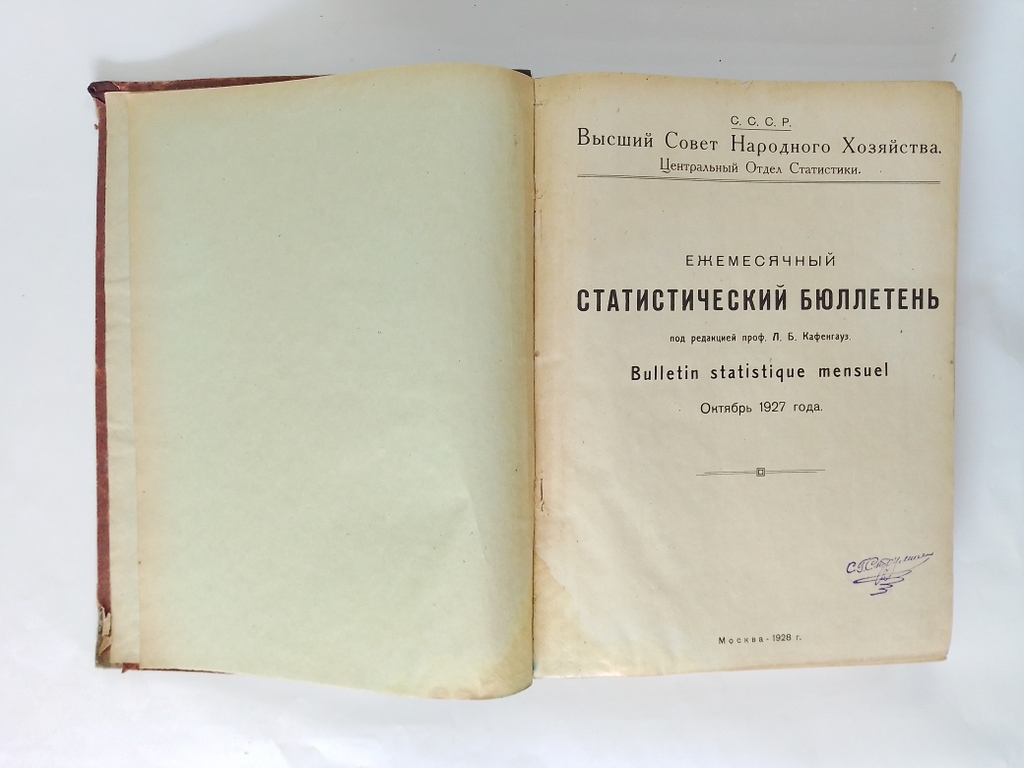 С. С. С. Р.
Высший Совет Народного Хозяйства.
Центральный Отдел Статистики.
ЕЖЕМЕСЯЧНЫЙ
СТАТИСТИЧЕСКИЙ БЮЛЛЕТЕНЬ
под редакцией проф. Л. Б. Кафенгауз.
Bulletin statistique mensuel
Октябрь 1927 года.
Москва - 1928 г.